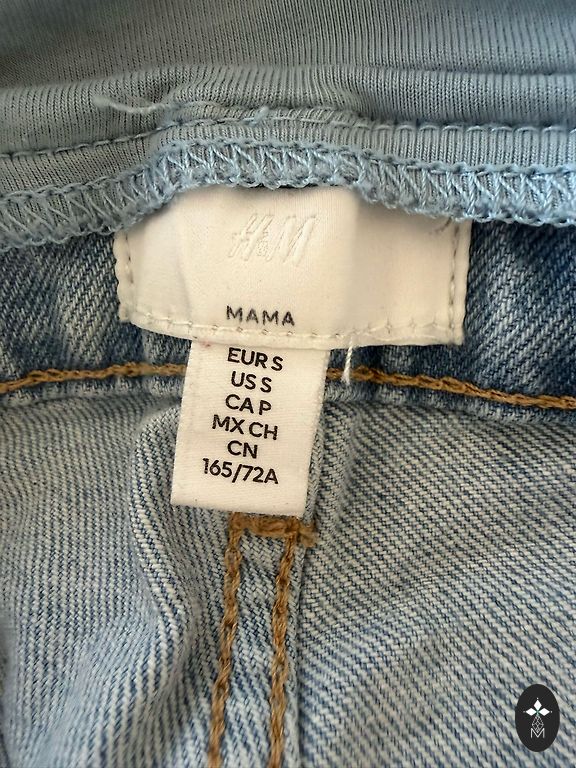 H&M
MAMA
EUR S
US S
CA P
MX CH
CN
165/72A